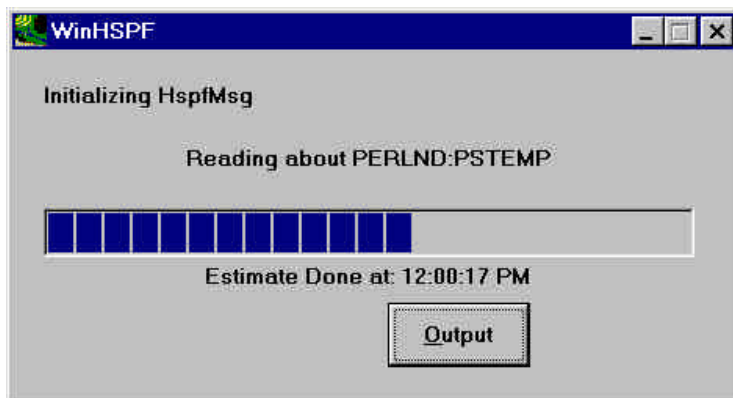 WinHSPF
Initializing HspfMsg
Reading about PERLND:PSTEMP
Estimate Done at: 12:00:17 PM
Output